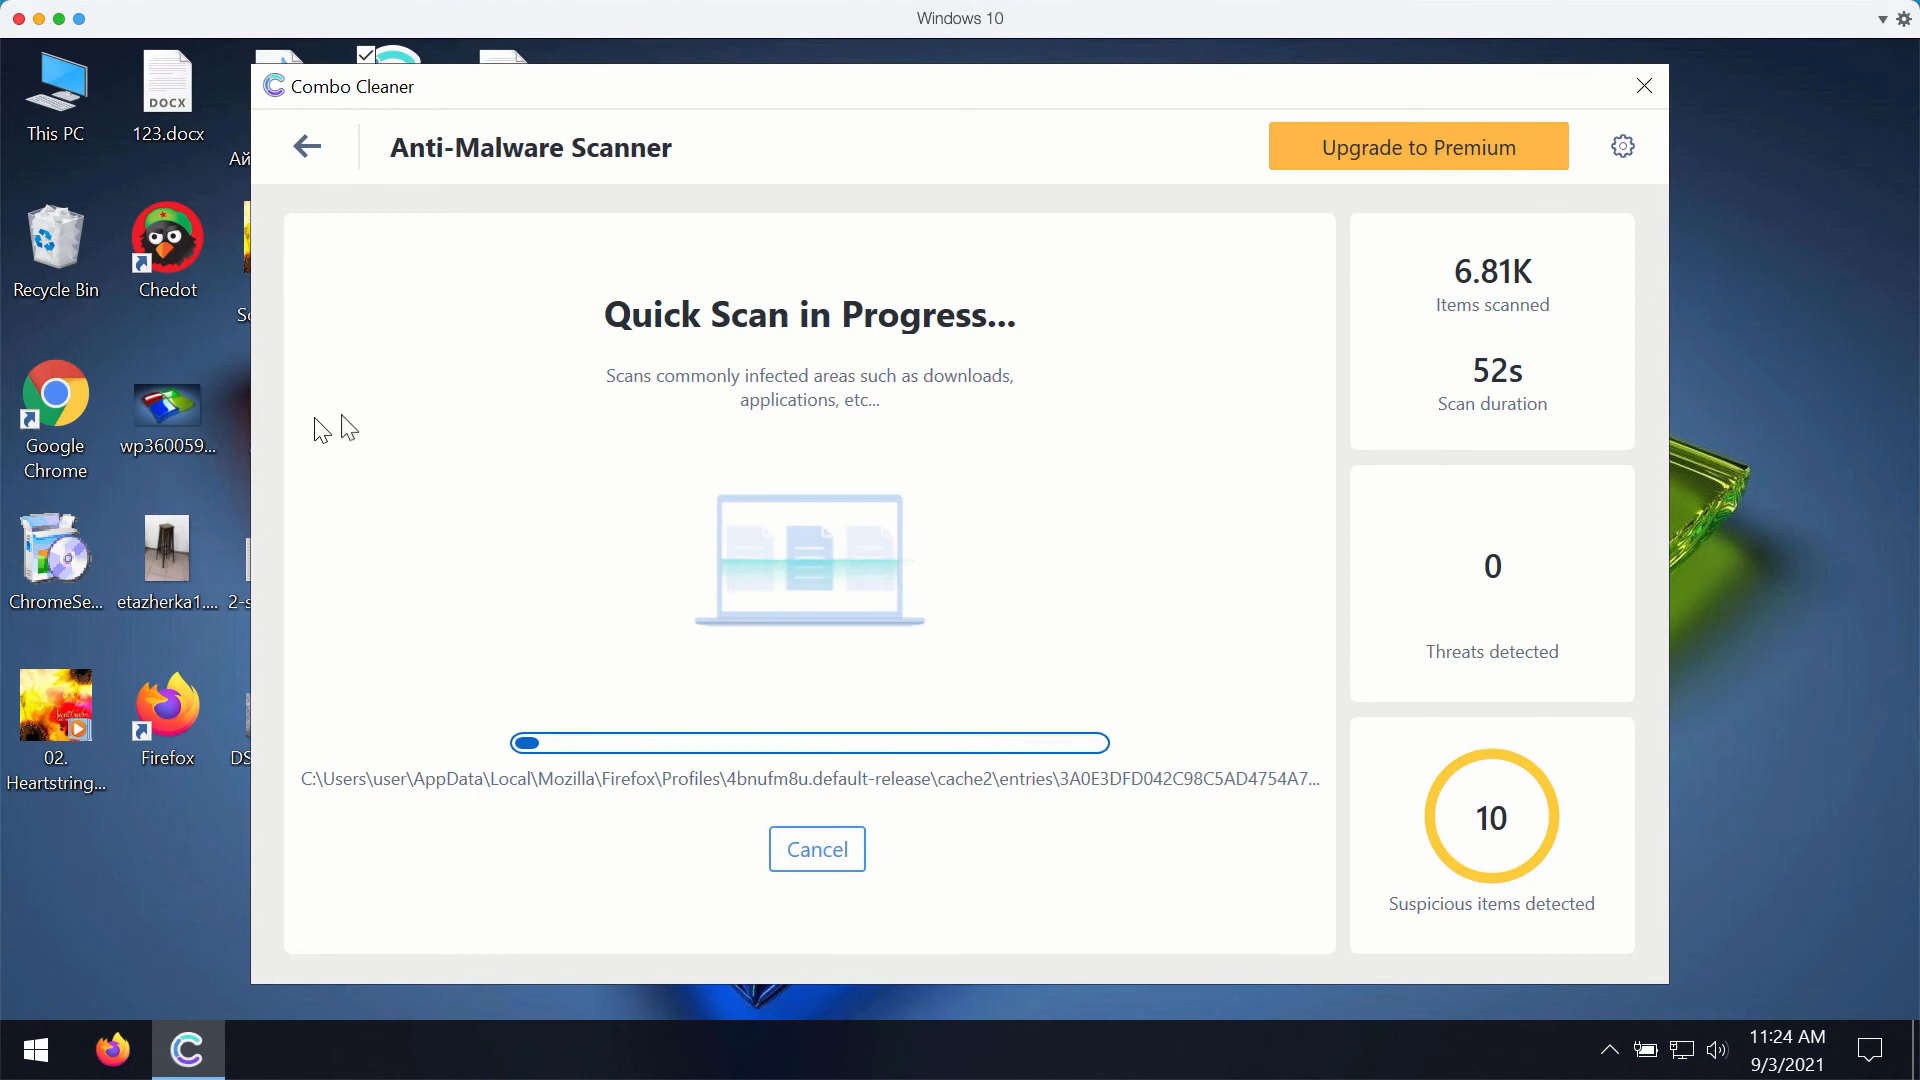 Windows 10
This PC
DOCX
123.docx
Ай
Recycle Bin
Chedot
Google
Chrome
wp360059...
ChromeSe...
etazherka1....
2-s
02.
Heartstring...
Firefox
DS
Combo Cleaner
Anti-Malware Scanner
Upgrade to Premium
Quick Scan in Progress...
Scans commonly infected areas such as downloads,
applications, etc...
C:\Users\user\AppData\Local\Mozilla\Firefox\Profiles\4bnufm8u.default-release\cache2\entries\3A0E3DFD042C98C5AD4754A7...
Cancel
6.81K
Items scanned
52s
Scan duration
0
Threats detected
10
Suspicious items detected
11:24 AM
9/3/2021